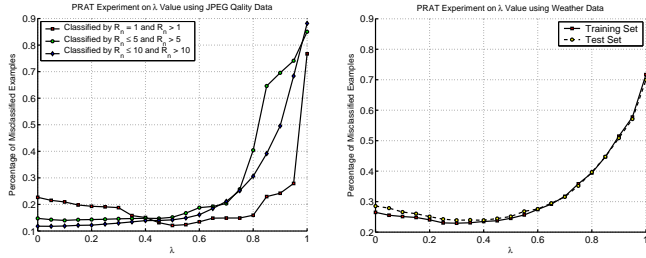 PRAT Experiment on λ Value using JPEG Qality Data
Classified by R_n = 1 and R_n > 1
Classified by R_n ≤ 5 and R_n > 5
Classified by R_n ≤ 10 and R_n > 10
Percentage of Misclassified Examples
0.9
0.8
0.7
0.6
0.5
0.4
0.3
0.2
0.1
0 0.2 0.4 0.6 0.8 1
λ
PRAT Experiment on λ Value using Weather Data
Training Set
Test Set
Percentage of Misclassified Examples
0.9
0.8
0.7
0.6
0.5
0.4
0.3
0.2
0 0.2 0.4 0.6 0.8 1
λ